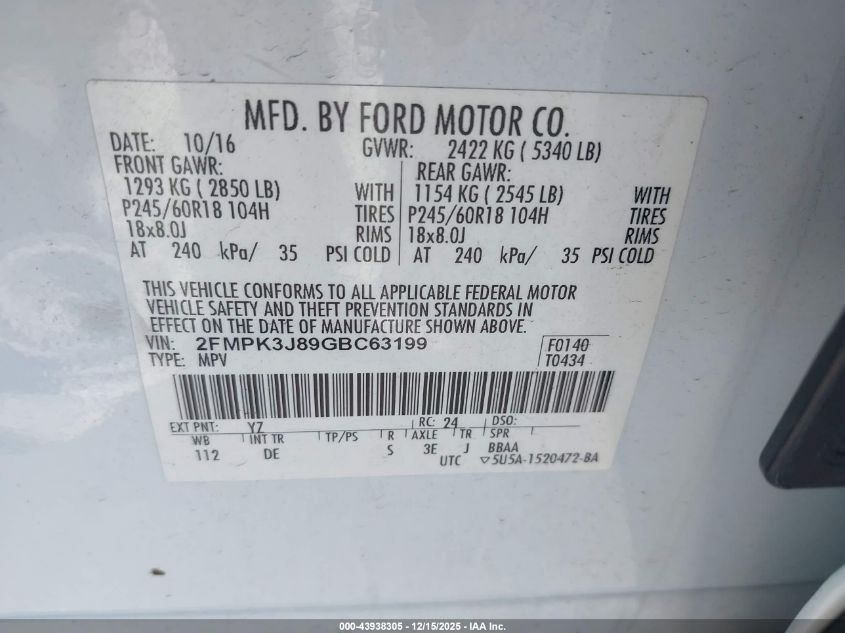 MFD. BY FORD MOTOR CO.
DATE: 10/16 GVWR: 2422 KG ( 5340 LB)
FRONT GAWR: REAR GAWR:
1293 KG ( 2850 LB) WITH 1154 KG ( 2545 LB) WITH
P245/60R18 104H TIRES P245/60R18 104H TIRES
18x8.0J RIMS 18x8.0J RIMS
AT 240 kPa/ 35 PSI COLD AT 240 kPa/ 35 PSI COLD
THIS VEHICLE CONFORMS TO ALL APPLICABLE FEDERAL MOTOR
VEHICLE SAFETY AND THEFT PREVENTION STANDARDS IN
EFFECT ON THE DATE OF MANUFACTURE SHOWN ABOVE.
VIN: 2FMPK3J89GBC63199 F0140
TYPE: MPV T0434
EXT PNT: YZ RC: 24 DSO:
WB INT TR TP/PS R AXLE TR SPR
112 DE S 3E J BBAA
UTC ▽5U5A-1520472-BA
000-43938305 - 12/15/2025 - IAA Inc.